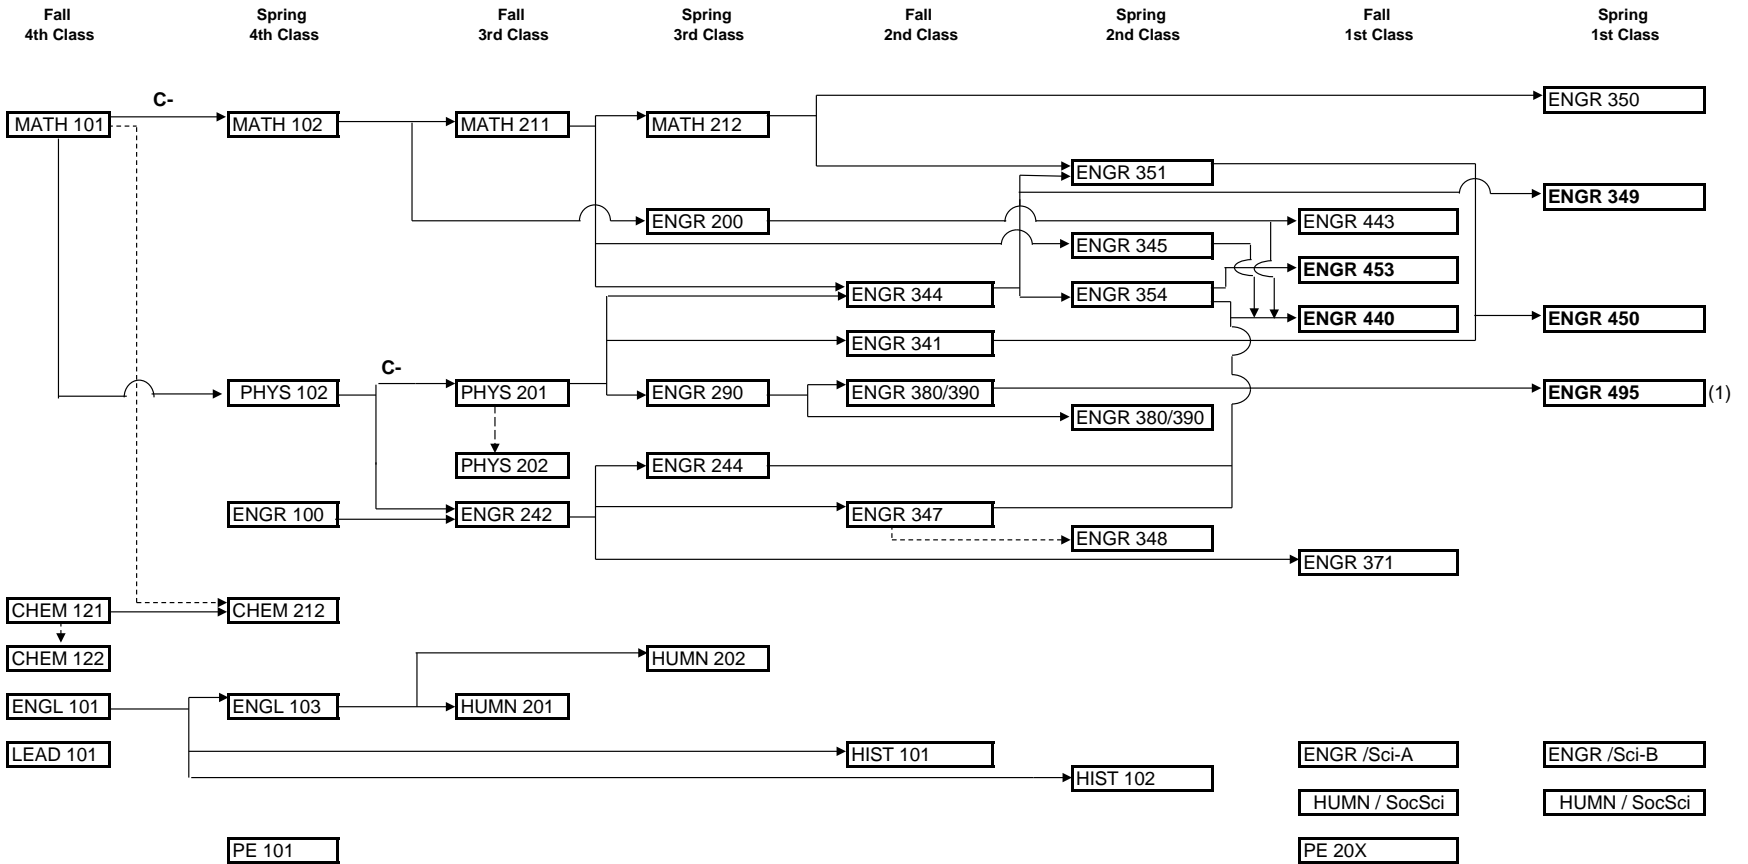 Fall Spring Fall Spring Fall Spring Fall Spring
4th Class 4th Class 3rd Class 3rd Class 2nd Class 2nd Class 1st Class 1st Class
C-
ENGR 350
MATH 101 MATH 102 MATH 211 MATH 212
ENGR 351
ENGR 349
ENGR 200 ENGR 443
ENGR 345
ENGR 453
ENGR 344 ENGR 354
ENGR 440 ENGR 450
ENGR 341
C-
PHYS 102 PHYS 201 ENGR 290 ENGR 380/390 ENGR 495 (1)
ENGR 380/390
PHYS 202 ENGR 244
ENGR 100 ENGR 242 ENGR 347
ENGR 348
ENGR 371
CHEM 121 CHEM 212
CHEM 122 HUMN 202
ENGL 101 ENGL 103 HUMN 201
LEAD 101 HIST 101 ENGR /Sci-A ENGR /Sci-B
HIST 102
HUMN / SocSci HUMN / SocSci
PE 101 PE 20X